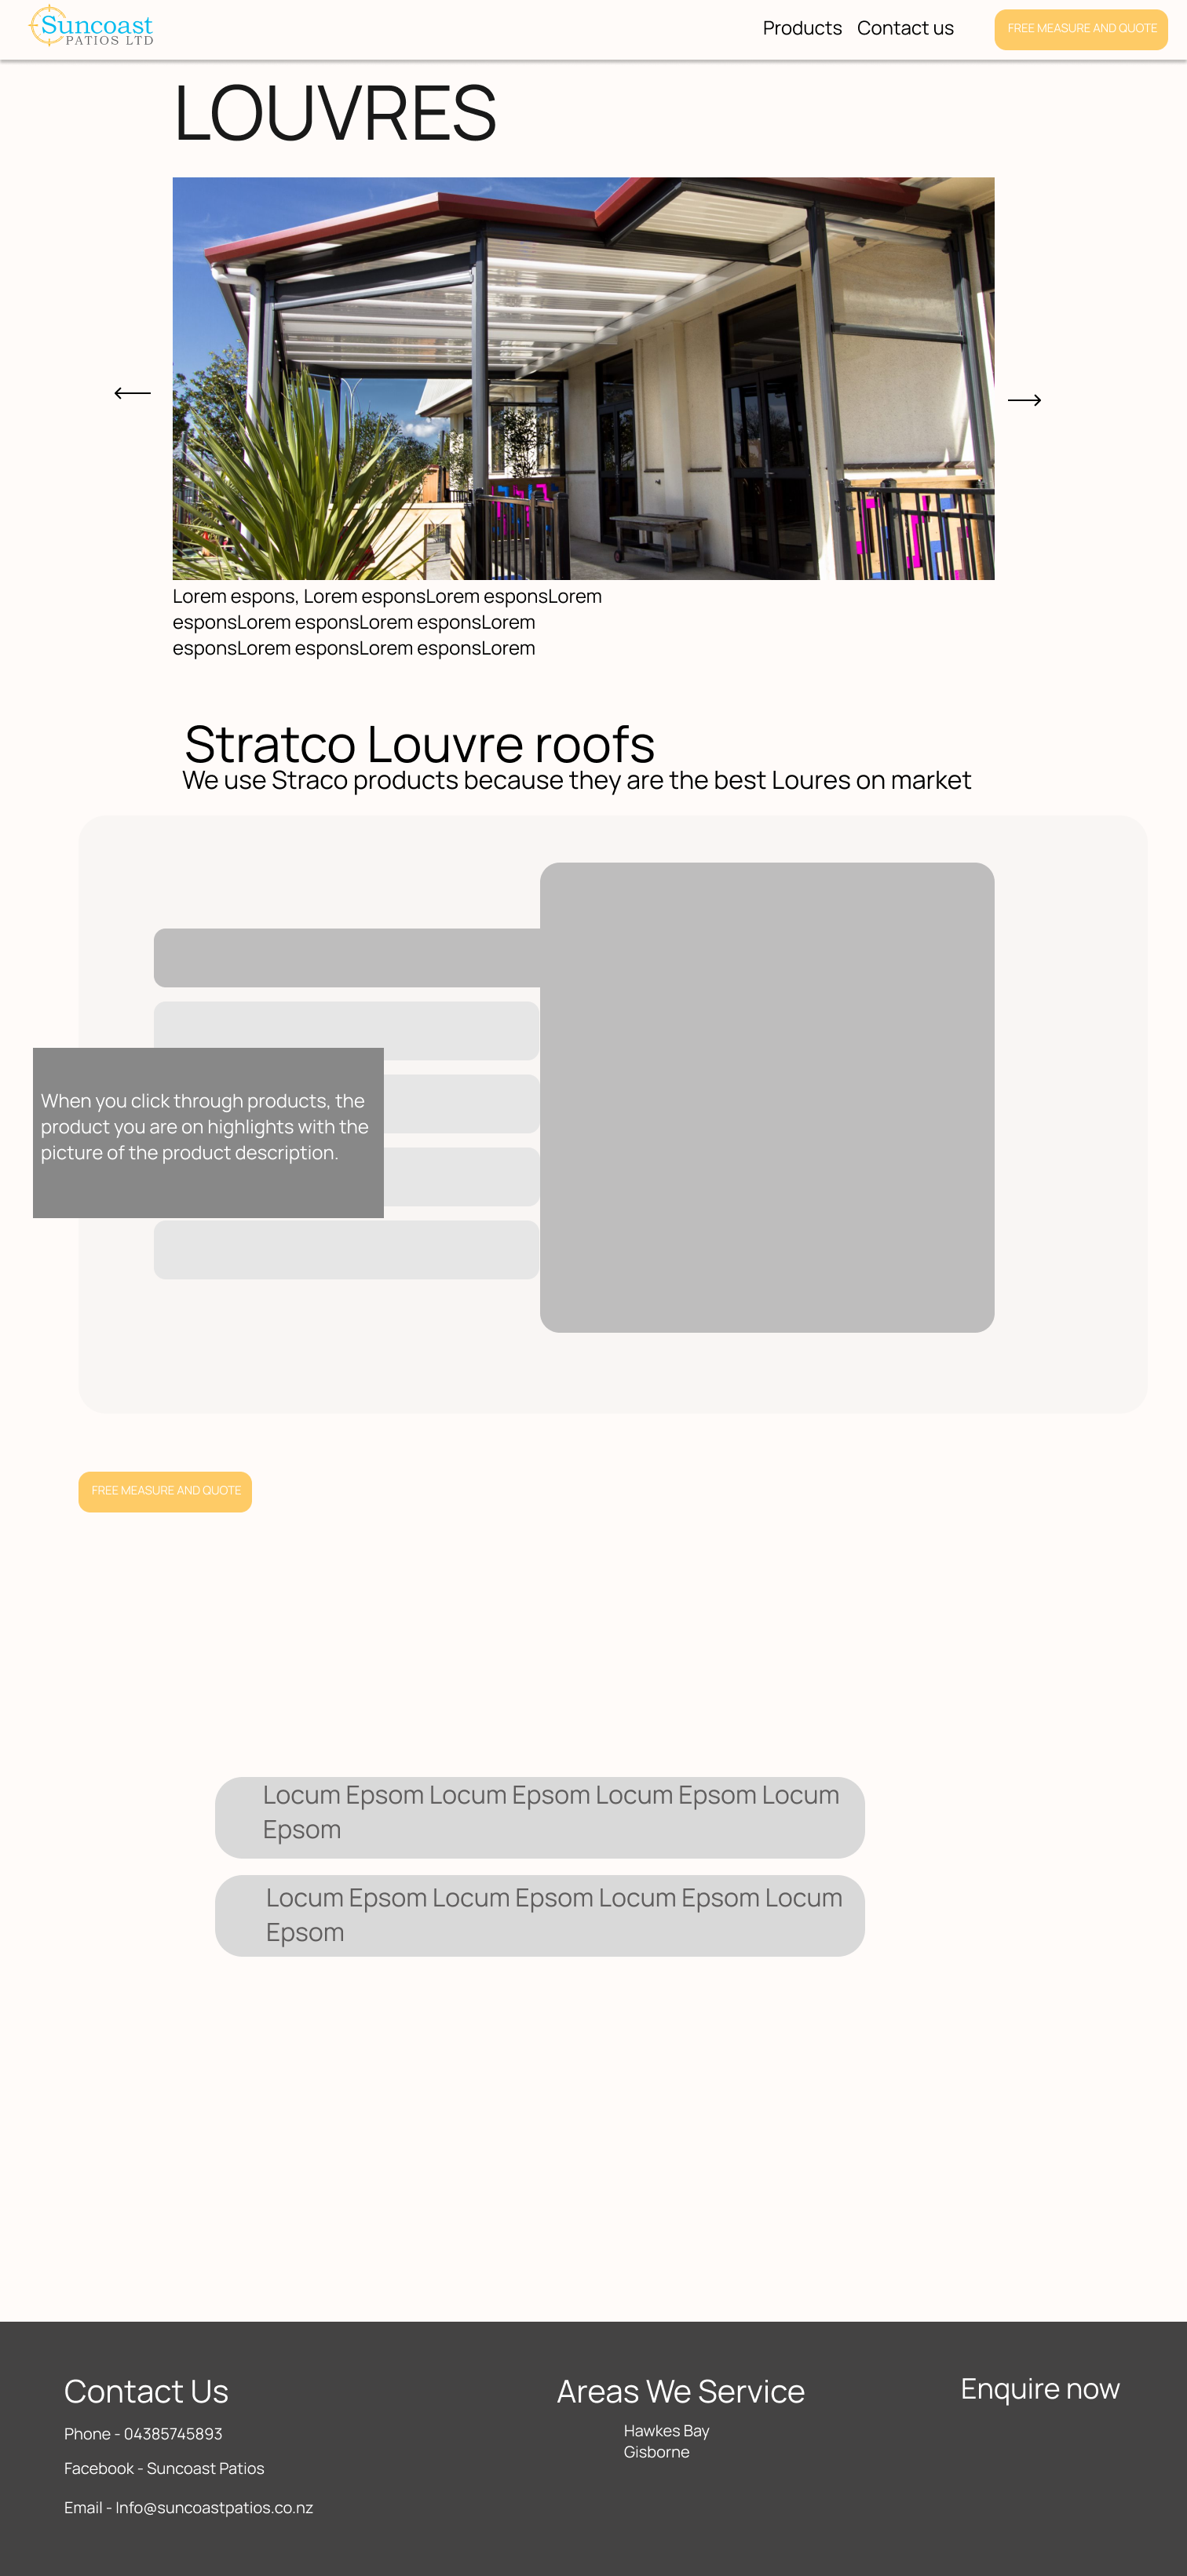 Suncoast
PATIOS LTD
Products Contact us FREE MEASURE AND QUOTE
LOUVRES
Lorem espons, Lorem esponsLorem esponsLorem
esponsLorem esponsLorem esponsLorem
esponsLorem esponsLorem esponsLorem
Stratco Louvre roofs
We use Straco products because they are the best Loures on market
When you click through products, the
product you are on highlights with the
picture of the product description.
FREE MEASURE AND QUOTE
Locum Epsom Locum Epsom Locum Epsom Locum
Epsom
Locum Epsom Locum Epsom Locum Epsom Locum
Epsom
Contact Us
Phone - 04385745893
Facebook - Suncoast Patios
Email - Info@suncoastpatios.co.nz
Areas We Service
Hawkes Bay
Gisborne
Enquire now